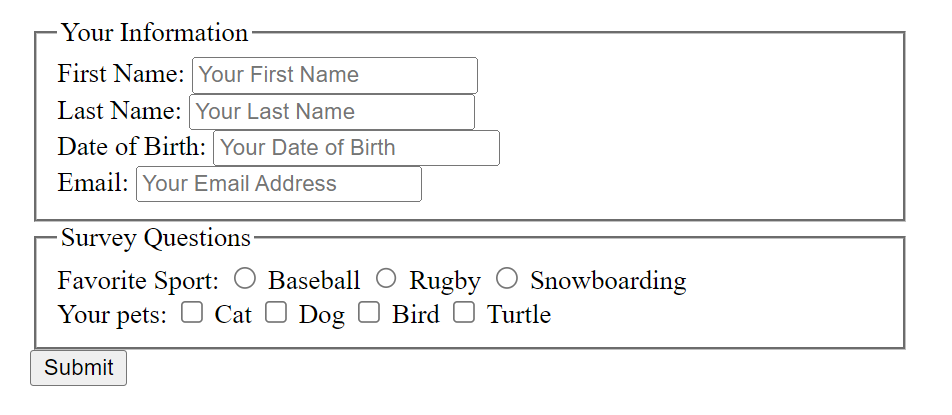 Your Information
First Name: Your First Name
Last Name: Your Last Name
Date of Birth: Your Date of Birth
Email: Your Email Address
Survey Questions
Favorite Sport: Baseball Rugby Snowboarding
Your pets: Cat Dog Bird Turtle
Submit